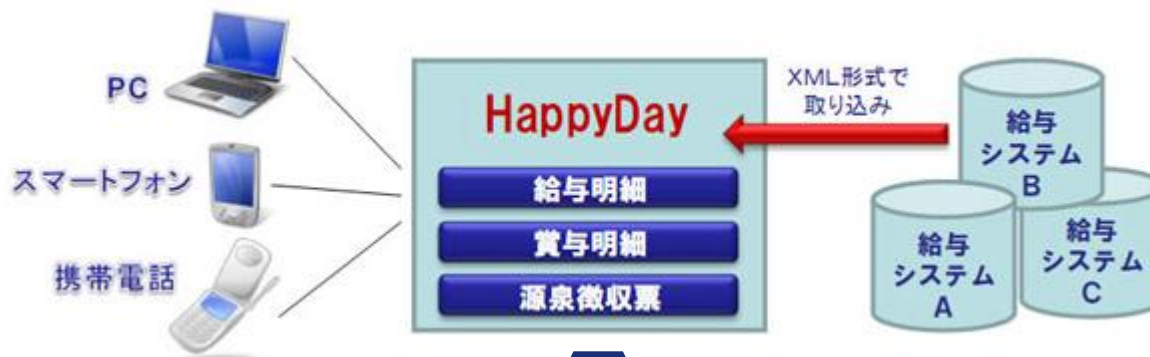 PC
スマートフォン
携帯電話
HappyDay
給与明細
賞与明細
源泉徴収票
XML形式で
取り込み
給与
システム
B
給与
システム
A
給与
システム
C